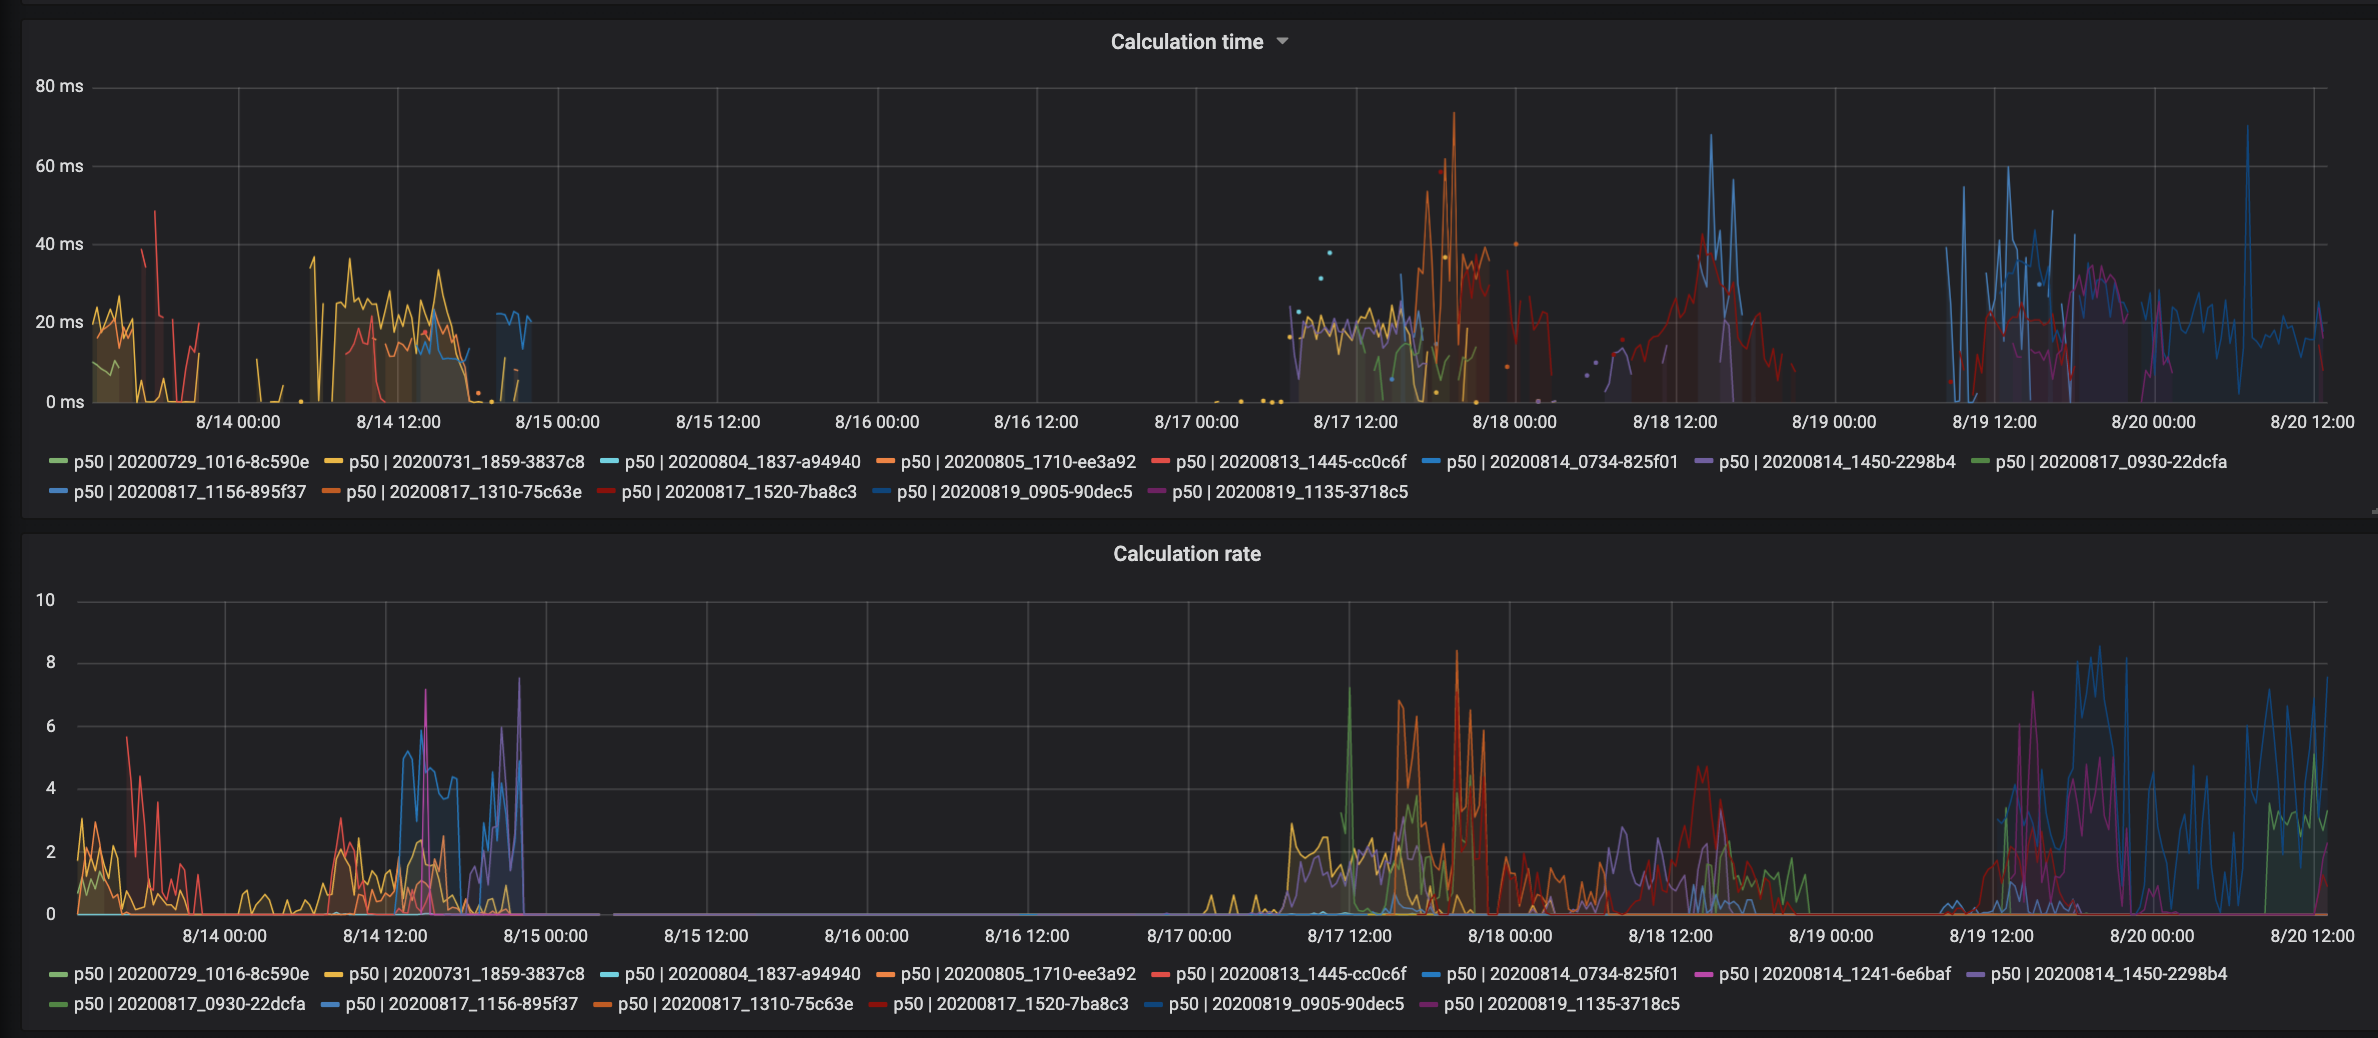 Calculation time
80 ms
60 ms
40 ms
20 ms
0 ms
8/14 00:00 8/14 12:00 8/15 00:00 8/15 12:00 8/16 00:00 8/16 12:00 8/17 00:00 8/17 12:00 8/18 00:00 8/18 12:00 8/19 00:00 8/19 12:00 8/20 00:00 8/20 12:00
p50 | 20200729_1016-8c590e p50 | 20200731_1859-3837c8 p50 | 20200804_1837-a94940 p50 | 20200805_1710-ee3a92 p50 | 20200813_1445-cc0c6f p50 | 20200814_0734-825f01 p50 | 20200814_1450-2298b4 p50 | 20200817_0930-22dcfa
p50 | 20200817_1156-895f37 p50 | 20200817_1310-75c63e p50 | 20200817_1520-7ba8c3 p50 | 20200819_0905-90dec5 p50 | 20200819_1135-3718c5
Calculation rate
10
8
6
4
2
0
8/14 00:00 8/14 12:00 8/15 00:00 8/15 12:00 8/16 00:00 8/16 12:00 8/17 00:00 8/17 12:00 8/18 00:00 8/18 12:00 8/19 00:00 8/19 12:00 8/20 00:00 8/20 12:00
p50 | 20200729_1016-8c590e p50 | 20200731_1859-3837c8 p50 | 20200804_1837-a94940 p50 | 20200805_1710-ee3a92 p50 | 20200813_1445-cc0c6f p50 | 20200814_0734-825f01 p50 | 20200814_1241-6e6baf p50 | 20200814_1450-2298b4
p50 | 20200817_0930-22dcfa p50 | 20200817_1156-895f37 p50 | 20200817_1310-75c63e p50 | 20200817_1520-7ba8c3 p50 | 20200819_0905-90dec5 p50 | 20200819_1135-3718c5